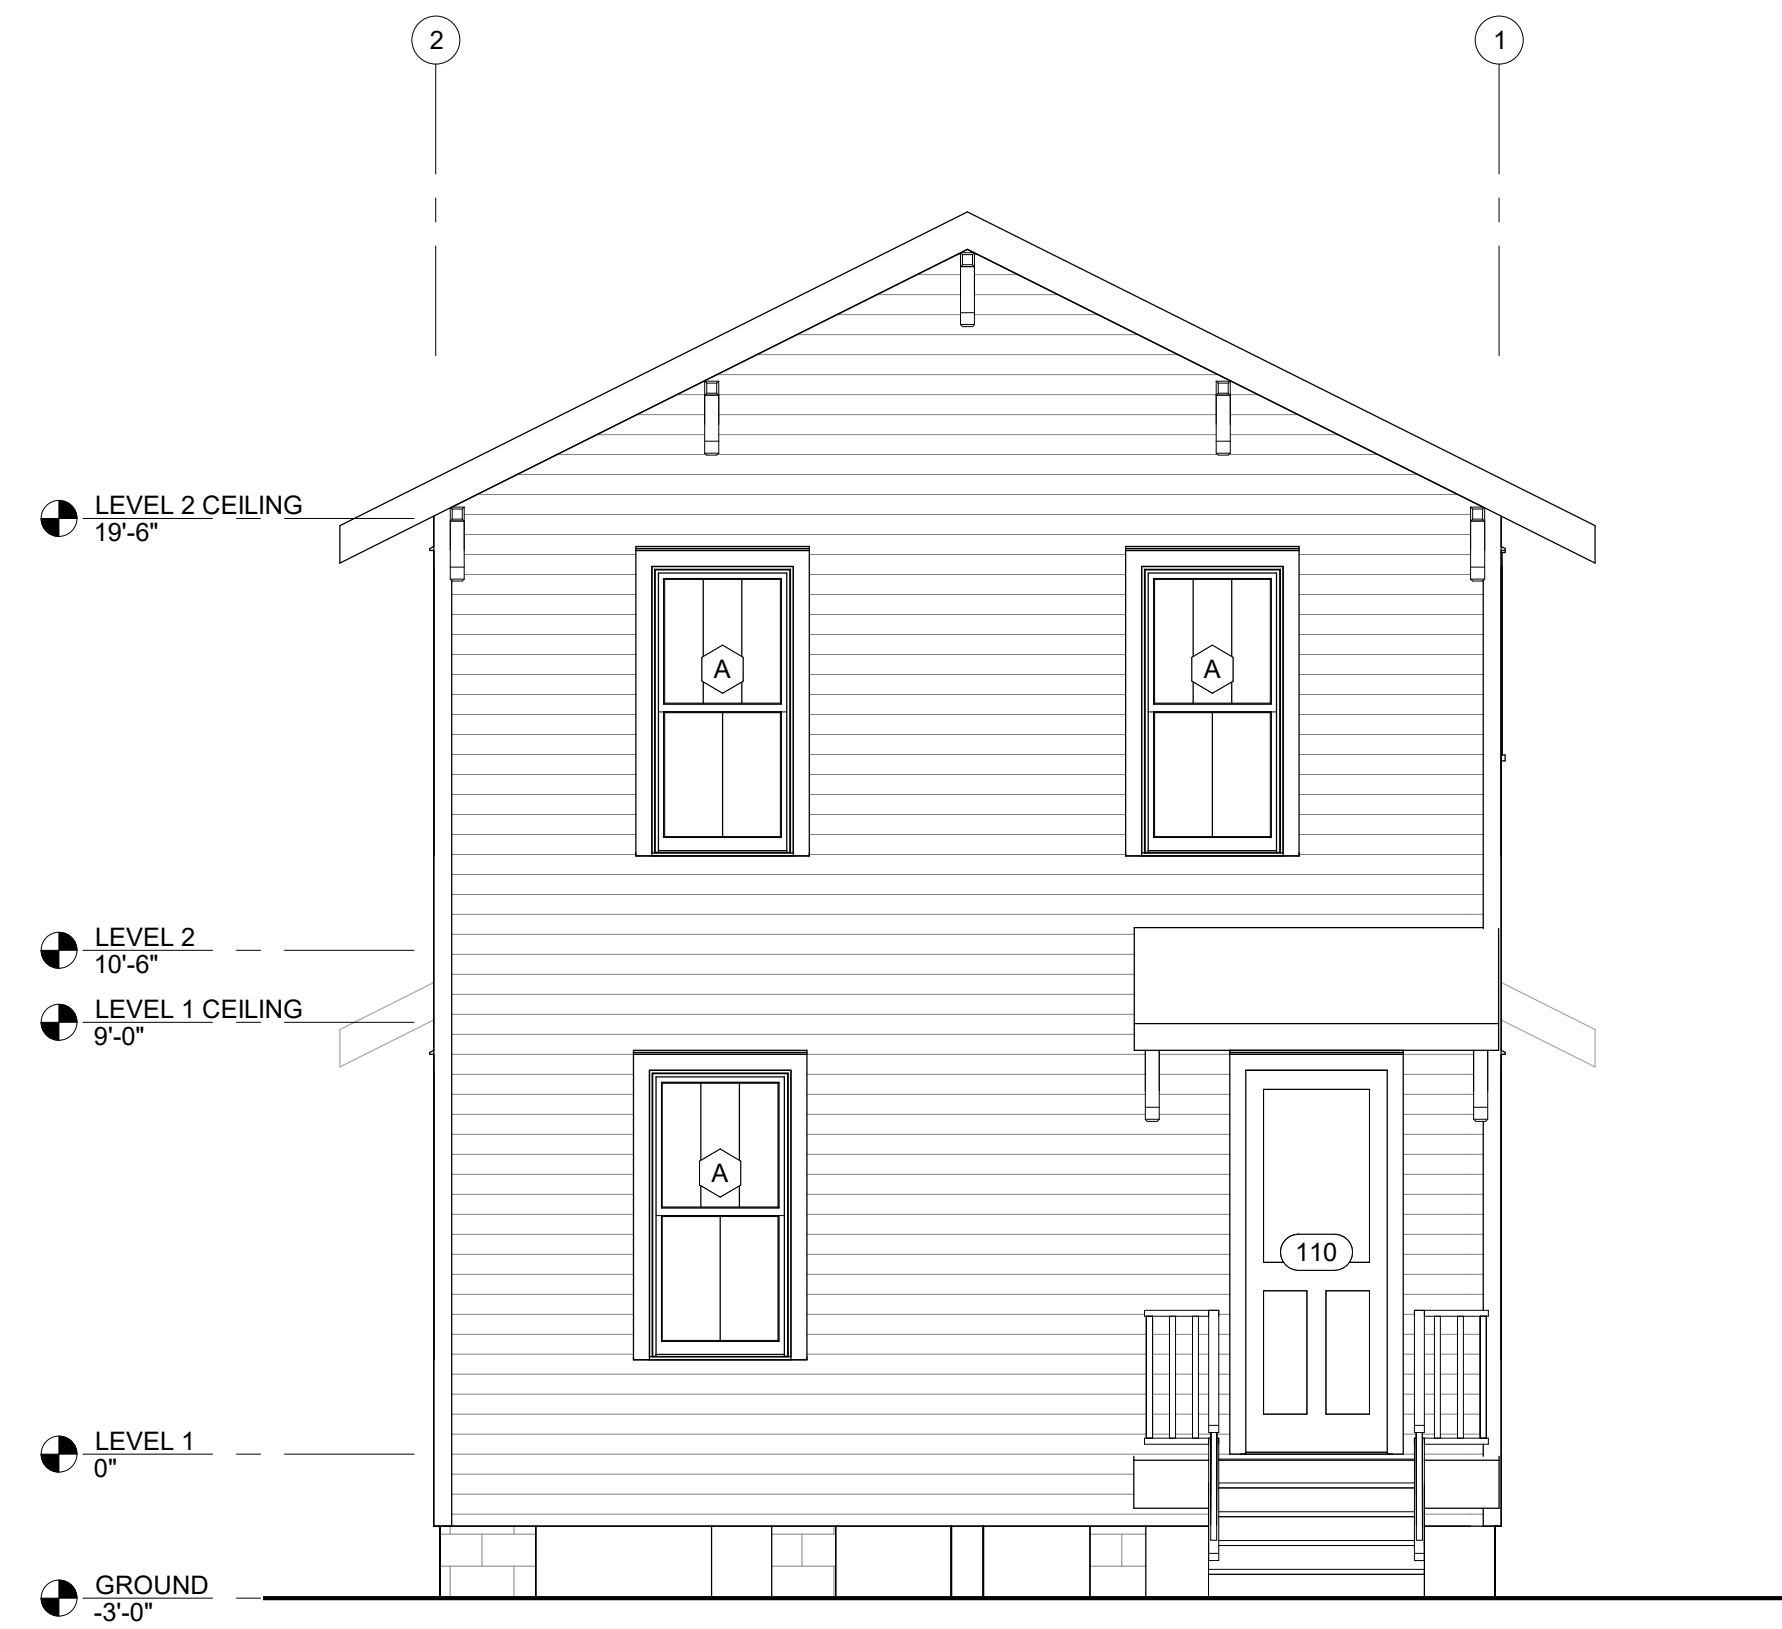 2
1
LEVEL 2 CEILING
19'-6"
A
A
LEVEL 2
10'-6"
LEVEL 1 CEILING
9'-0"
A
110
LEVEL 1
0"
GROUND
-3'-0"